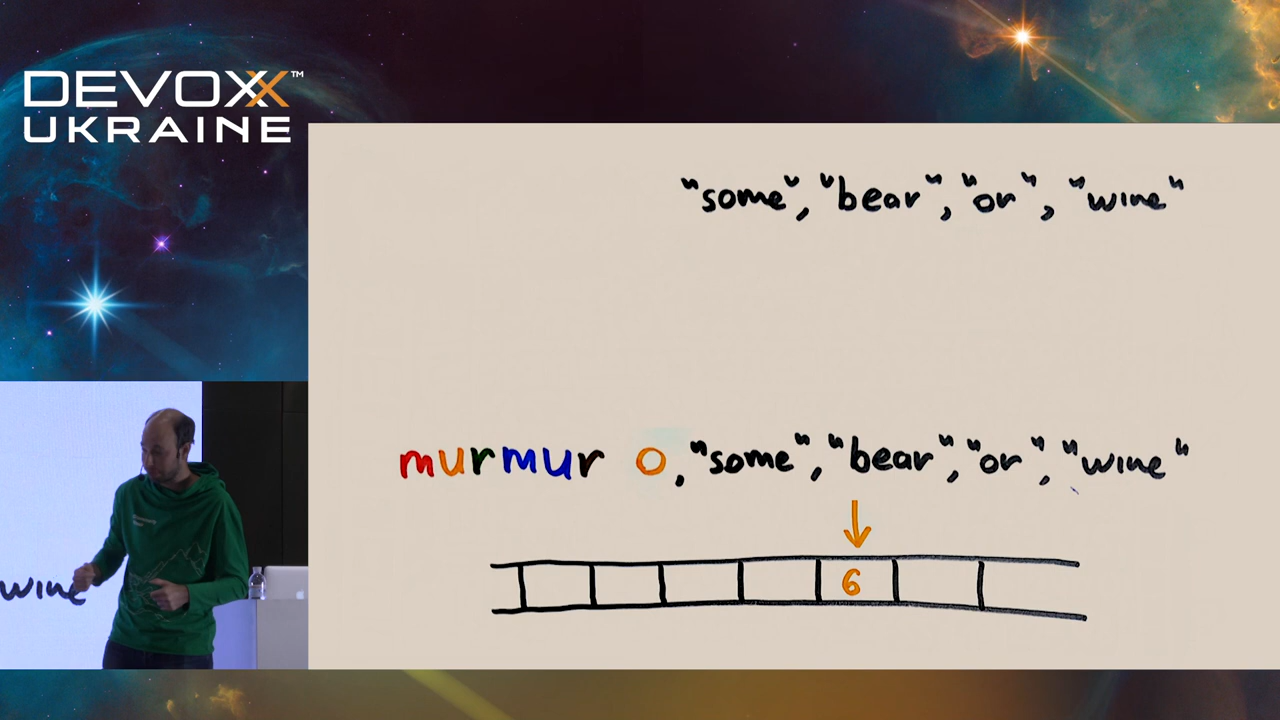 DEVOXX™
UKRAINE
"some", "bear", "or", "wine"
murmur 0, "some", "bear", "or", "wine"
6
wine